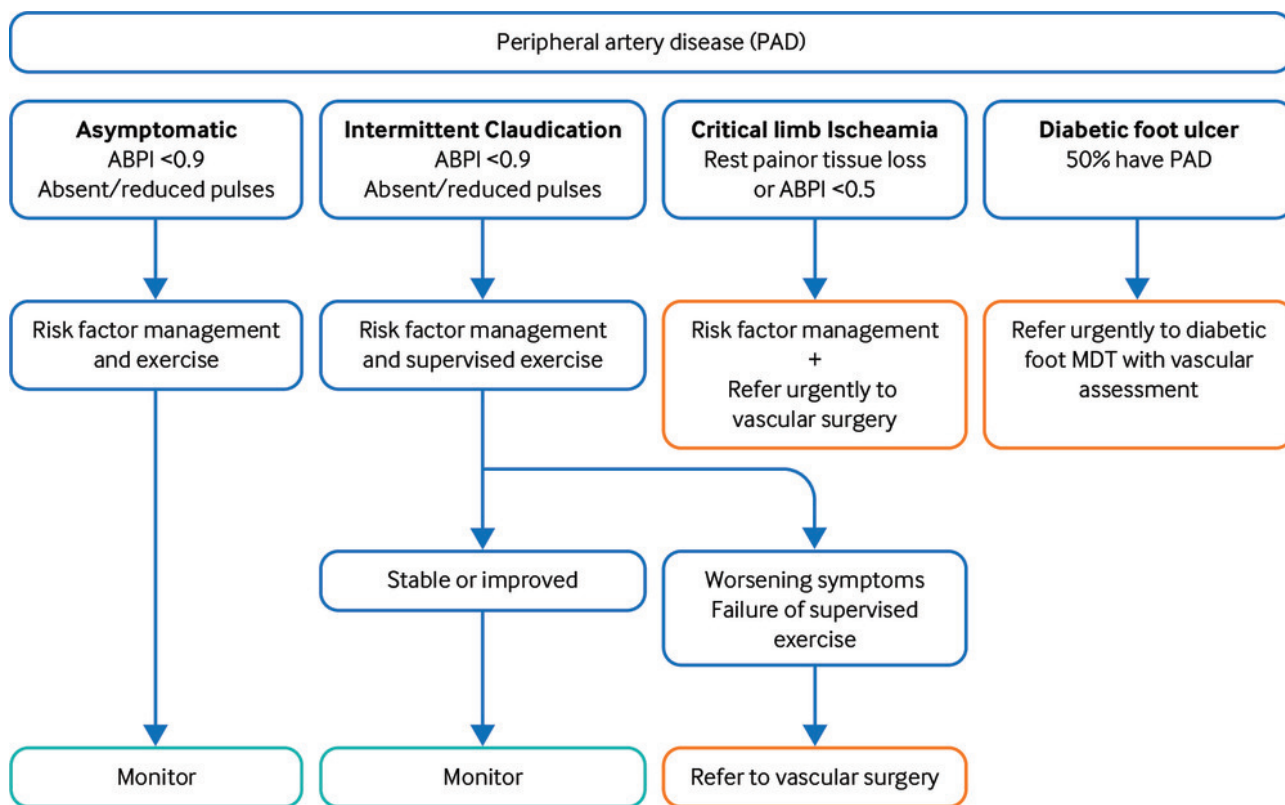 Peripheral artery disease (PAD)
Asymptomatic
ABPI <0.9
Absent/reduced pulses
Intermittent Claudication
ABPI <0.9
Absent/reduced pulses
Critical limb Ischeamia
Rest painor tissue loss
or ABPI <0.5
Diabetic foot ulcer
50% have PAD
Risk factor management
and exercise
Risk factor management
and supervised exercise
Risk factor management
+
Refer urgently to
vascular surgery
Refer urgently to diabetic
foot MDT with vascular
assessment
Stable or improved
Worsening symptoms
Failure of supervised
exercise
Monitor
Monitor
Refer to vascular surgery